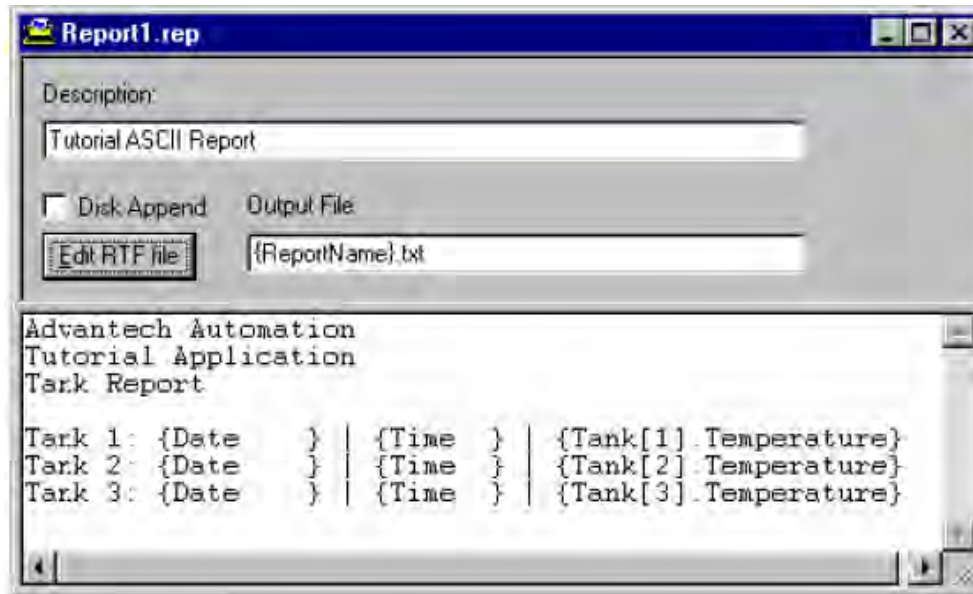 Report1.rep
Description:
Tutorial ASCII Report
Disk Append Output File
Edit RTF file {ReportName}.txt
Advantech Automation
Tutorial Application
Tank Report
Tank 1: {Date    } | {Time  } | {Tank[1].Temperature}
Tank 2: {Date    } | {Time  } | {Tank[2].Temperature}
Tank 3: {Date    } | {Time  } | {Tank[3].Temperature}